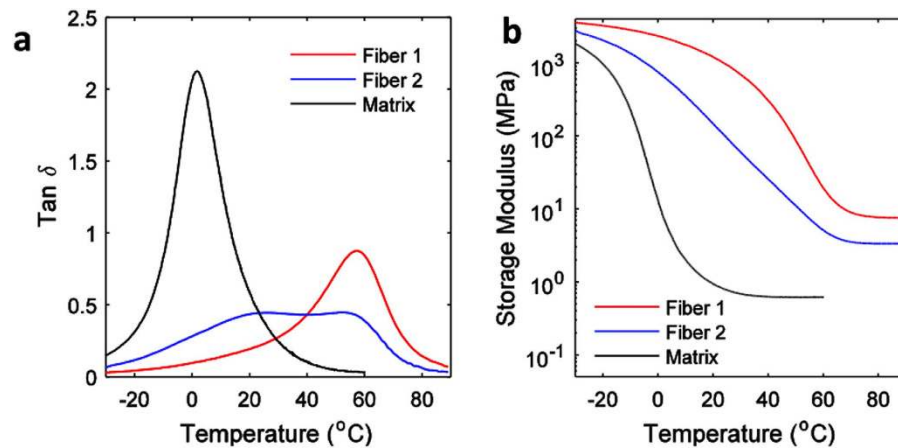 a
2.5
2
1.5
1
0.5
0
Tan δ
Fiber 1
Fiber 2
Matrix
-20 0 20 40 60 80
Temperature (°C)
b
10³
10²
10¹
10⁰
10⁻¹
Storage Modulus (MPa)
Fiber 1
Fiber 2
Matrix
-20 0 20 40 60 80
Temperature (°C)